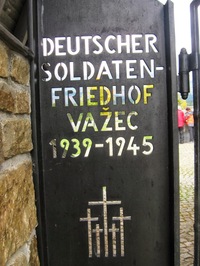 DEUTSCHER
SOLDATEN-
FRIEDHOF
VAŽEC
1939-1945